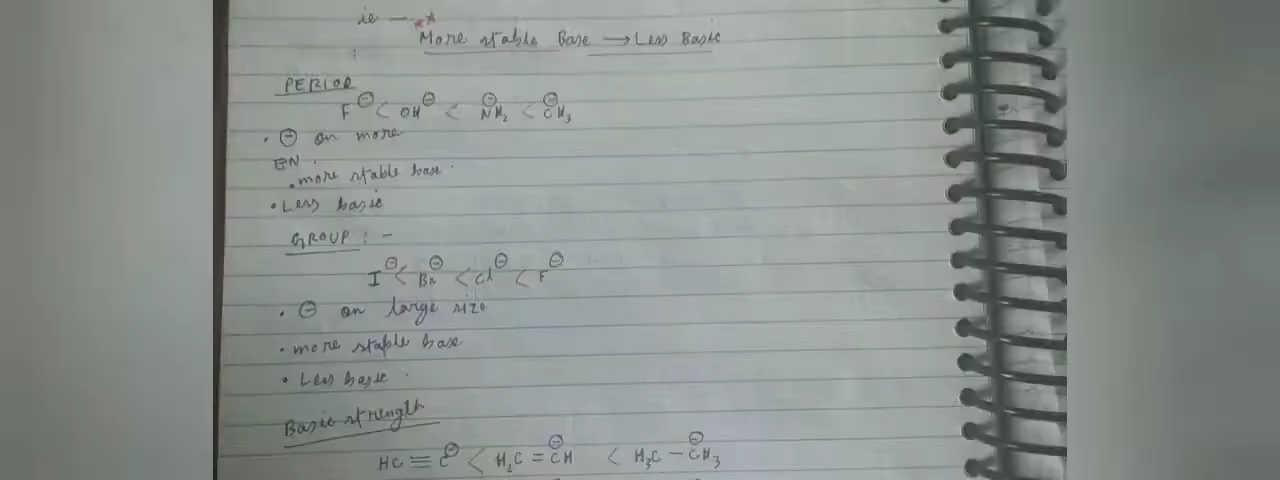 ie — **
More stable Base → Less Basic
PERIOD
F⊖ < OH⊖ < N⊖H₂ < C⊖H₃
• ⊖ on more
EN.
• more stable base.
• Less basic
GROUP : -
I⊖ < Br⊖ < Cl⊖ < F⊖
• ⊖ on large size
• more stable base
• Less basic.
Basic strength
HC ≡ C⊖ < H₂C = C⊖H < H₃C – C⊖H₃